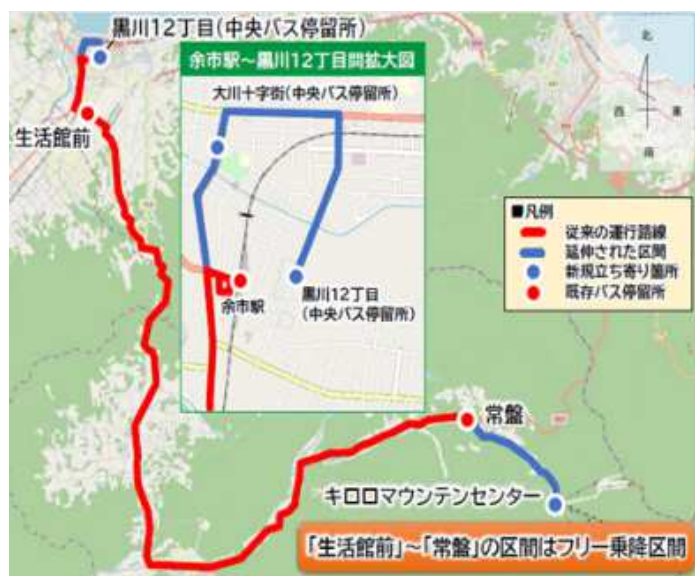 黒川12丁目(中央バス停留所)
余市駅～黒川12丁目間拡大図
大川十字街(中央バス停留所)
生活館前
余市駅
黒川12丁目
(中央バス停留所)
北
西
東
南
■凡例
従来の運行路線
延伸された区間
新規立ち寄り箇所
既存バス停留所
常盤
キロロマウンテンセンター
「生活館前」～「常盤」の区間はフリー乗降区間